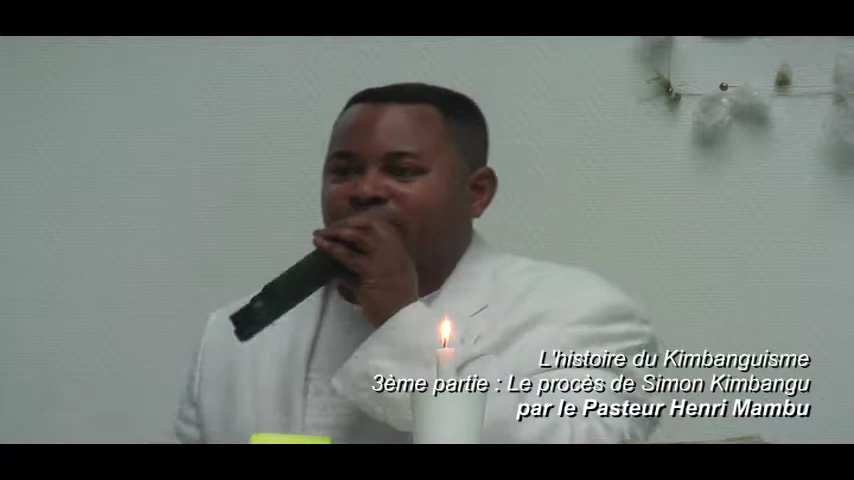 L'histoire du Kimbanguisme
3ème partie : Le procès de Simon Kimbangu
par le Pasteur Henri Mambu